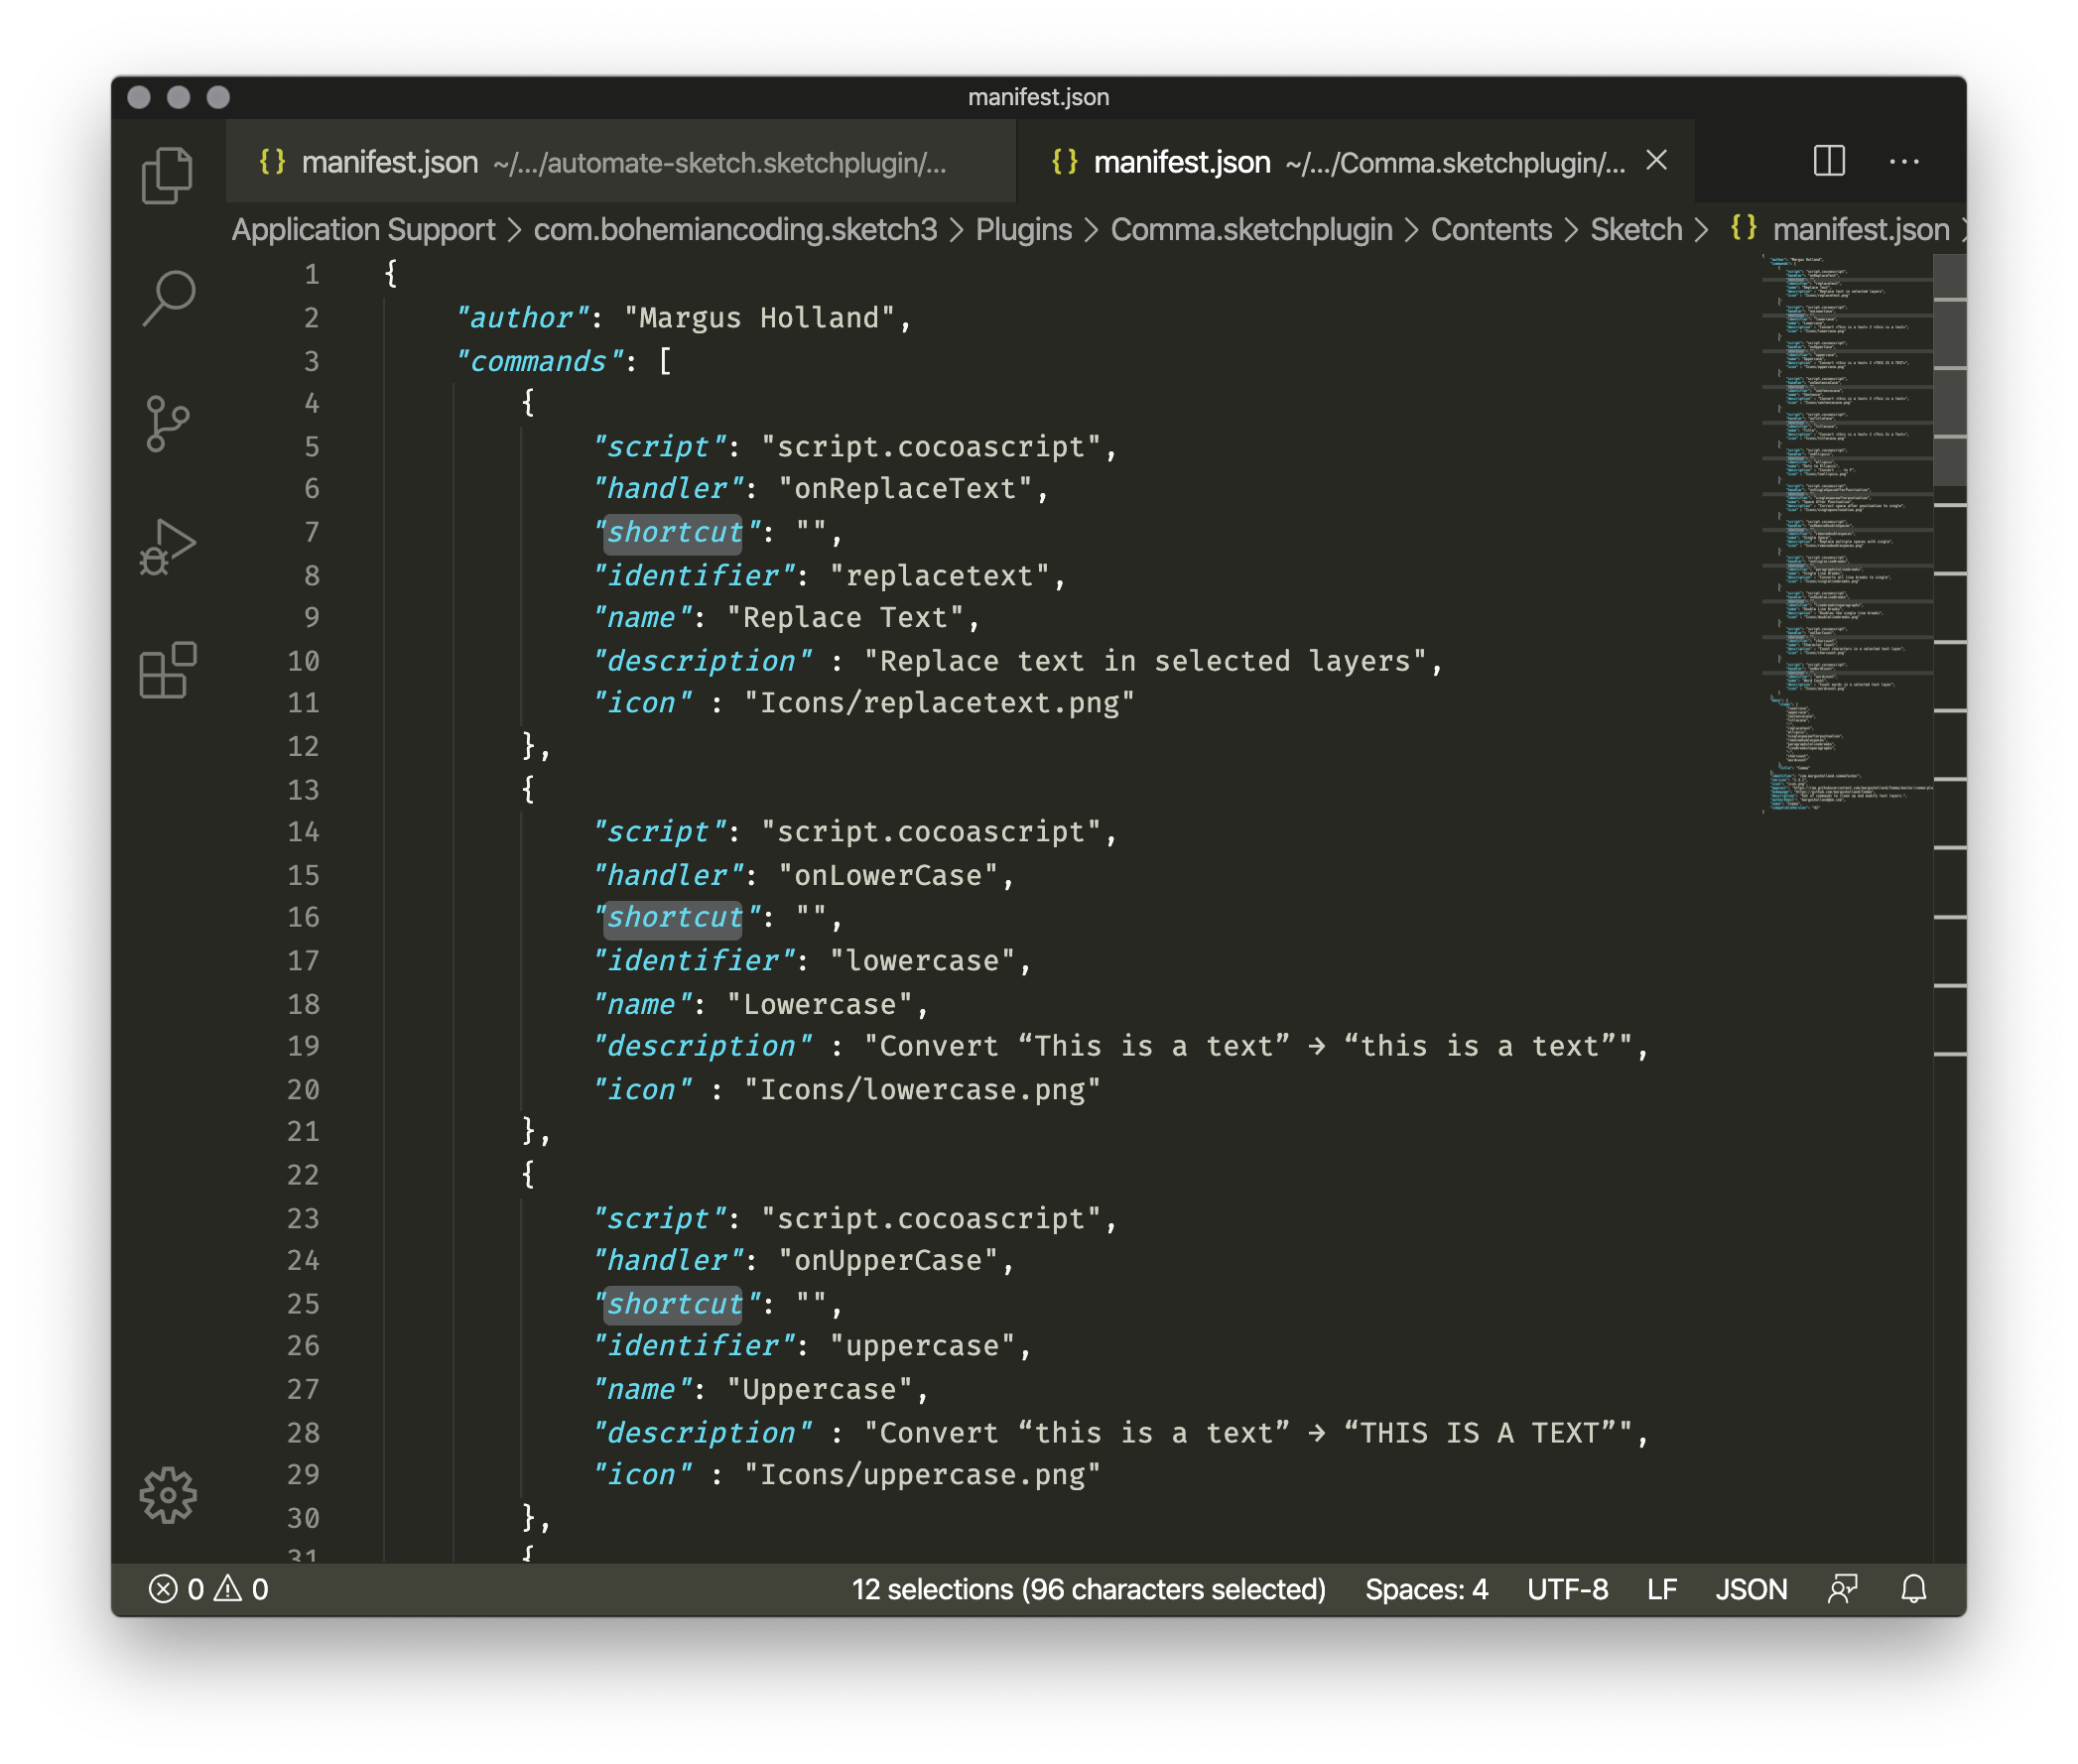 manifest.json
manifest.json ~/.../automate-sketch.sketchplugin/...
manifest.json ~/.../Comma.sketchplugin/...
Application Support > com.bohemiancoding.sketch3 > Plugins > Comma.sketchplugin > Contents > Sketch > {} manifest.json >
1 {
2 "author": "Margus Holland",
3 "commands": [
4 {
5 "script": "script.cocoascript",
6 "handler": "onReplaceText",
7 "shortcut": "",
8 "identifier": "replacetext",
9 "name": "Replace Text",
10 "description" : "Replace text in selected layers",
11 "icon" : "Icons/replacetext.png"
12 },
13 {
14 "script": "script.cocoascript",
15 "handler": "onLowerCase",
16 "shortcut": "",
17 "identifier": "lowercase",
18 "name": "Lowercase",
19 "description" : "Convert “This is a text” → “this is a text”",
20 "icon" : "Icons/lowercase.png"
21 },
22 {
23 "script": "script.cocoascript",
24 "handler": "onUpperCase",
25 "shortcut": "",
26 "identifier": "uppercase",
27 "name": "Uppercase",
28 "description" : "Convert “this is a text” → “THIS IS A TEXT”",
29 "icon" : "Icons/uppercase.png"
30 },
31 {
0 0 12 selections (96 characters selected) Spaces: 4 UTF-8 LF JSON